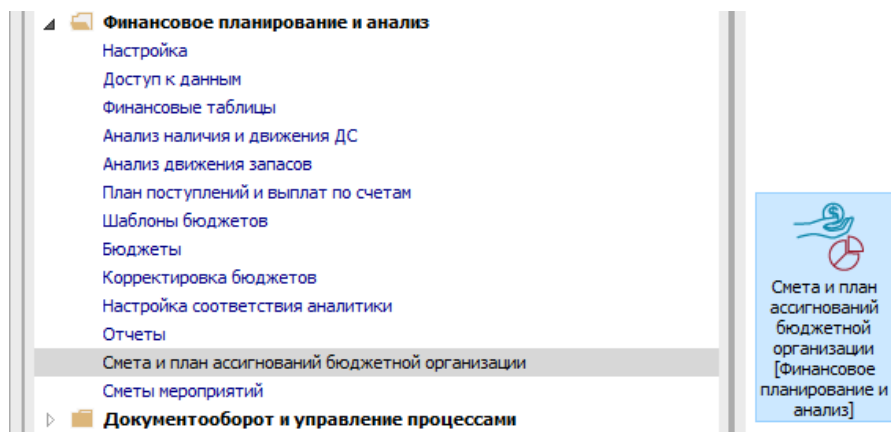 Финансовое планирование и анализ
Настройка
Доступ к данным
Финансовые таблицы
Анализ наличия и движения ДС
Анализ движения запасов
План поступлений и выплат по счетам
Шаблоны бюджетов
Бюджеты
Корректировка бюджетов
Настройка соответствия аналитики
Отчеты
Смета и план ассигнований бюджетной организации
Сметы мероприятий
Документооборот и управление процессами
Смета и план
ассигнований
бюджетной
организации
[Финансовое
планирование и
анализ]